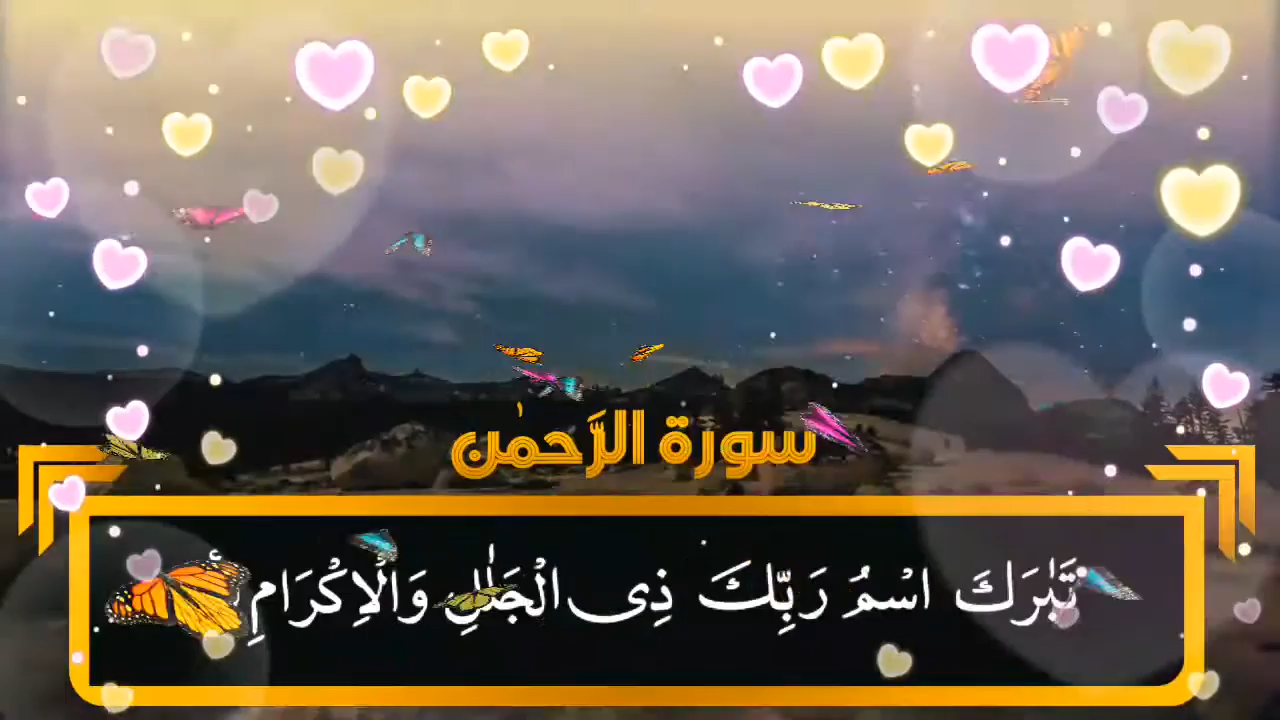 سورة الرَّحمٰن
تَبٰرَكَ اسْمُ رَبِّكَ ذِی الْجَلٰلِ وَالْاِكْرَامِ